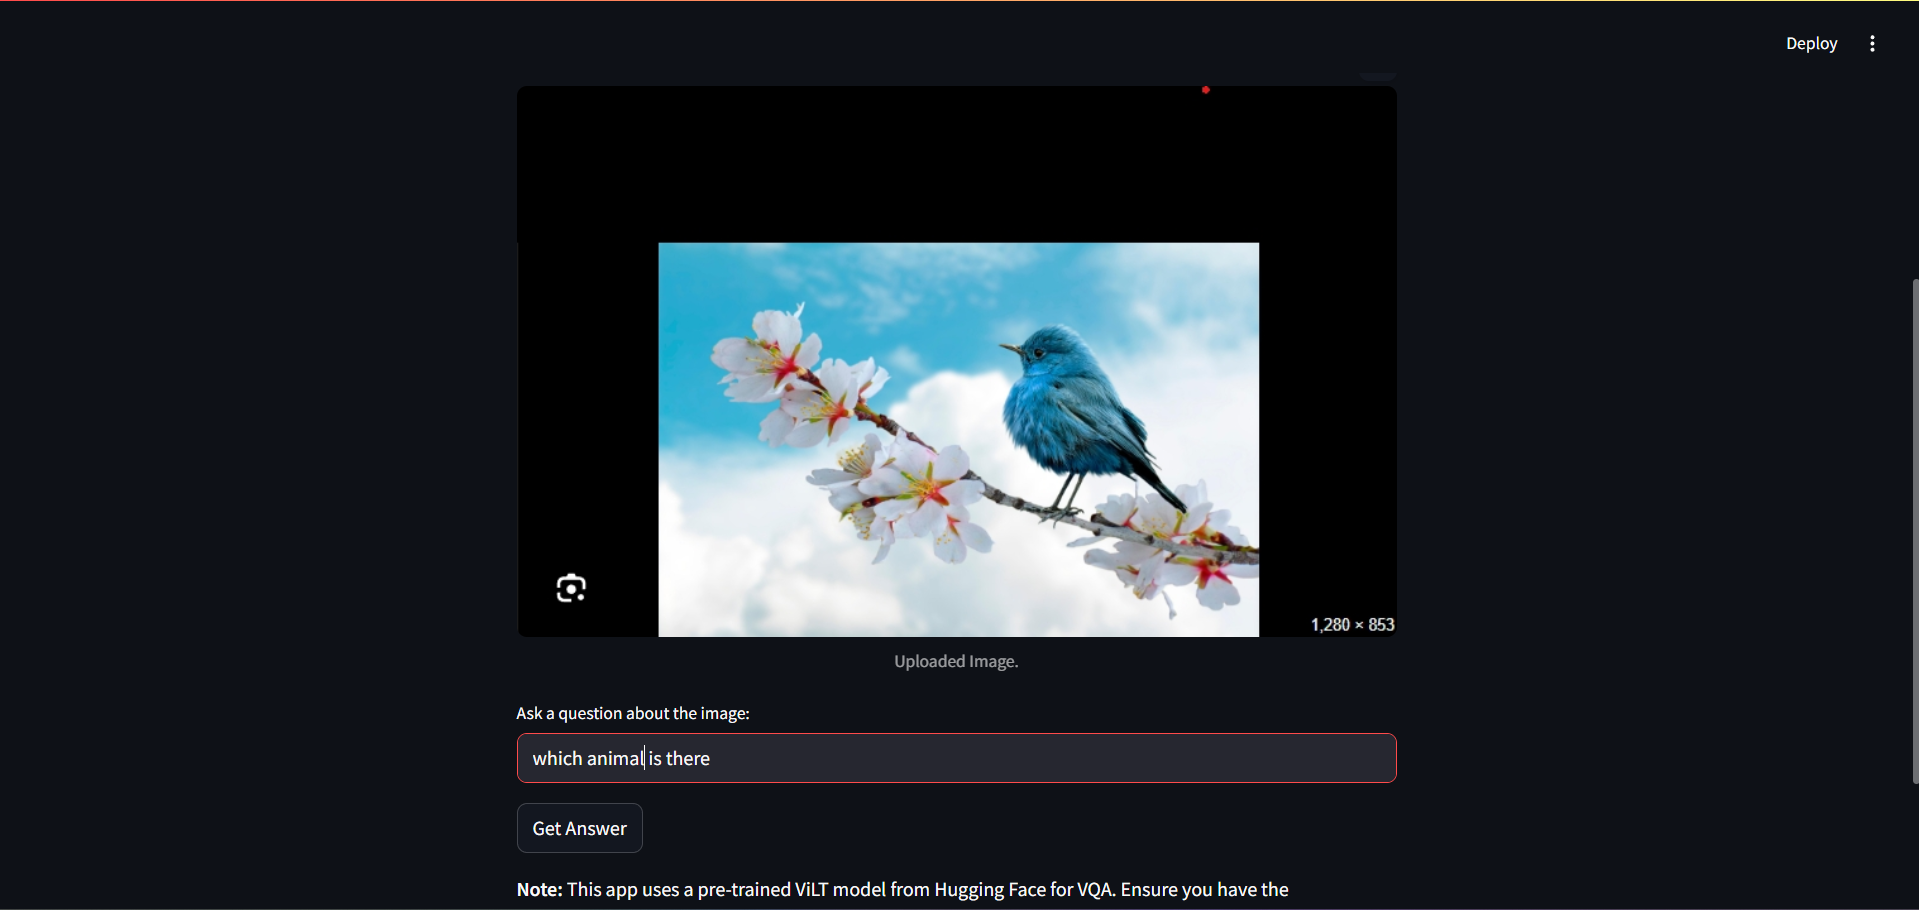 Deploy
1,280 × 853
Uploaded Image.
Ask a question about the image:
which animal is there
Get Answer
Note: This app uses a pre-trained ViLT model from Hugging Face for VQA. Ensure you have the